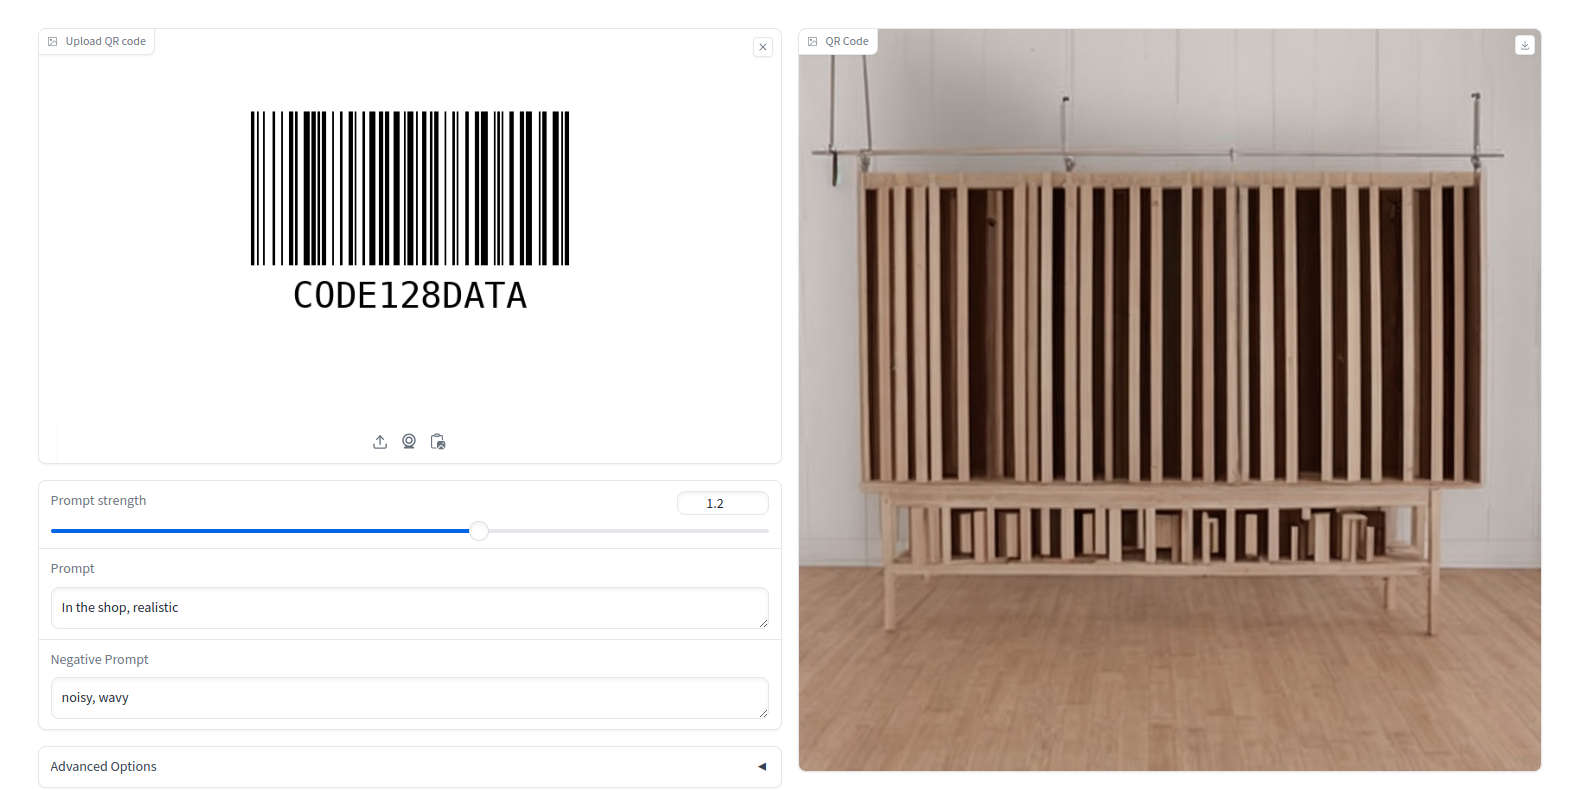 Upload QR code
CODE128DATA
Prompt strength
1.2
Prompt
In the shop, realistic
Negative Prompt
noisy, wavy
Advanced Options
QR Code